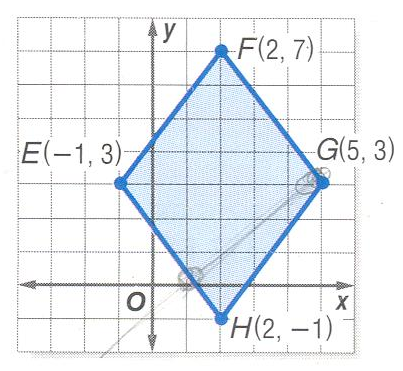 y
F(2, 7)
E(−1, 3)
G(5, 3)
O
x
H(2, −1)